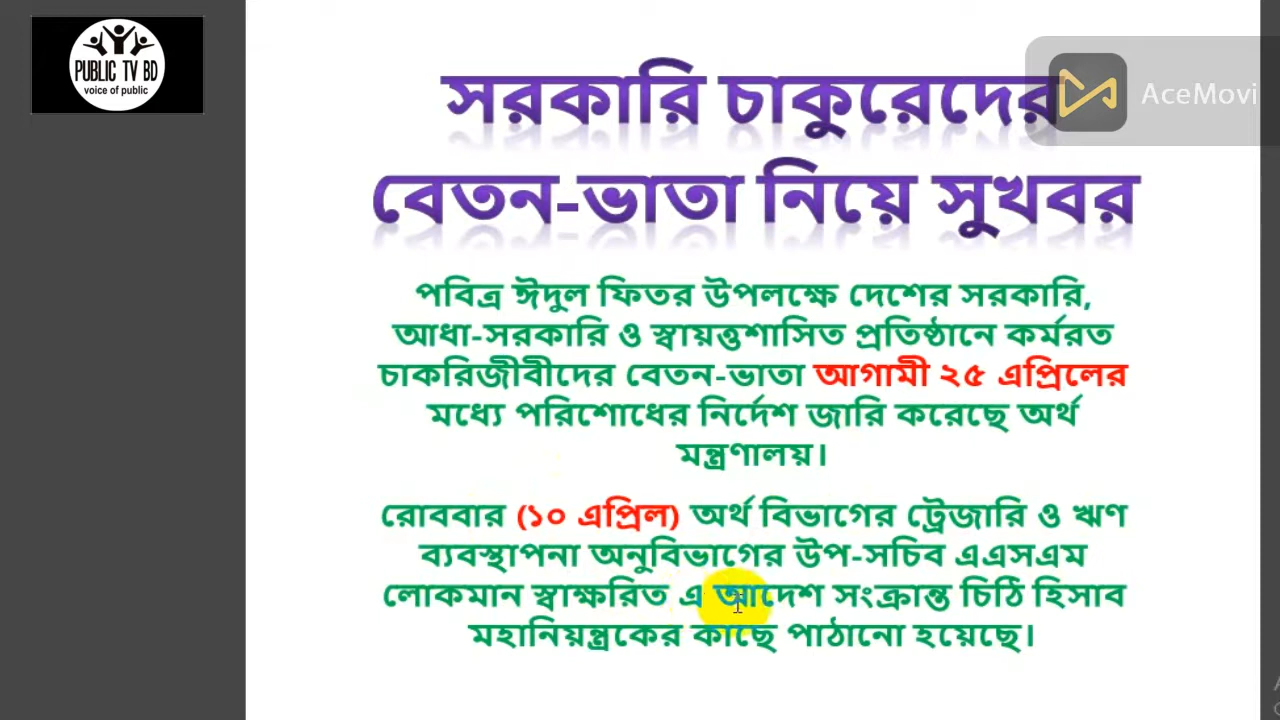 PUBLIC TV BD
voice of public
AceMovi
সরকারি চাকুরেদের
বেতন-ভাতা নিয়ে সুখবর
পবিত্র ঈদুল ফিতর উপলক্ষে দেশের সরকারি,
আধা-সরকারি ও স্বায়ত্তশাসিত প্রতিষ্ঠানে কর্মরত
চাকরিজীবীদের বেতন-ভাতা আগামী ২৫ এপ্রিলের
মধ্যে পরিশোধের নির্দেশ জারি করেছে অর্থ
মন্ত্রণালয়।
রোববার (১০ এপ্রিল) অর্থ বিভাগের ট্রেজারি ও ঋণ
ব্যবস্থাপনা অনুবিভাগের উপ-সচিব এএসএম
লোকমান স্বাক্ষরিত এ আদেশ সংক্রান্ত চিঠি হিসাব
মহানিয়ন্ত্রকের কাছে পাঠানো হয়েছে।